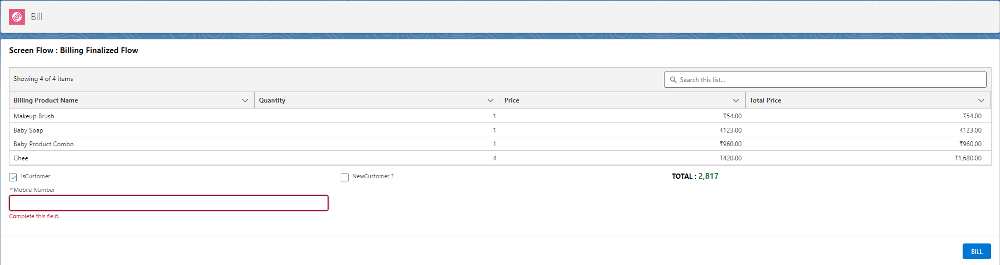 Bill
Screen Flow : Billing Finalized Flow
Showing 4 of 4 items
Search this list...
Billing Product Name Quantity Price Total Price
Makeup Brush 1 ₹54.00 ₹54.00
Baby Soap 1 ₹123.00 ₹123.00
Baby Product Combo 1 ₹960.00 ₹960.00
Ghee 4 ₹420.00 ₹1,680.00
IsCustomer NewCustomer ? TOTAL : 2,817
*Mobile Number
Complete this field.
BILL